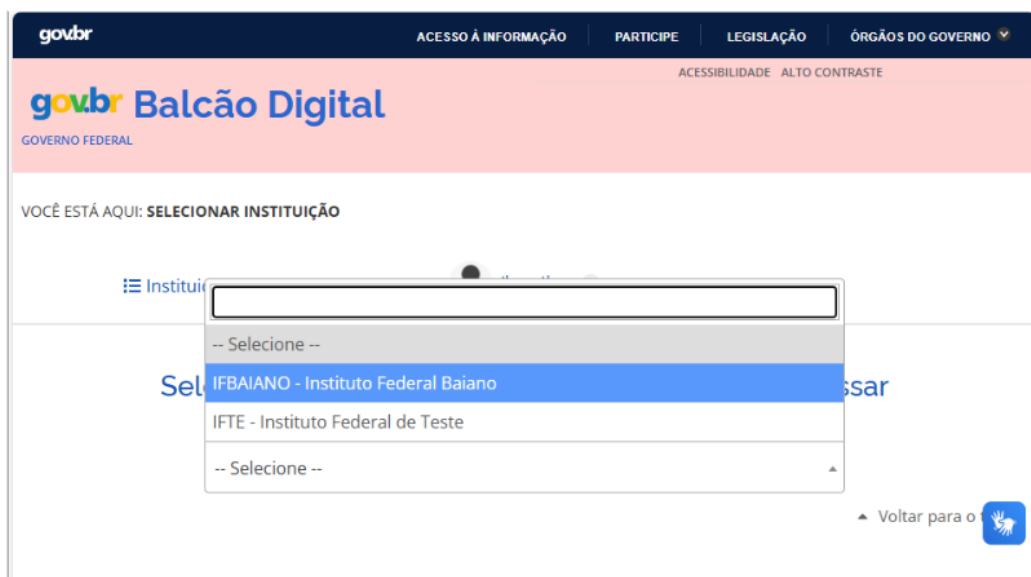 gov.br ACESSO À INFORMAÇÃO PARTICIPE LEGISLAÇÃO ÓRGÃOS DO GOVERNO
ACESSIBILIDADE ALTO CONTRASTE
gov.br Balcão Digital
GOVERNO FEDERAL
VOCÊ ESTÁ AQUI: SELECIONAR INSTITUIÇÃO
-- Selecione --
IFBAIANO - Instituto Federal Baiano
IFTE - Instituto Federal de Teste
-- Selecione --
Voltar para o